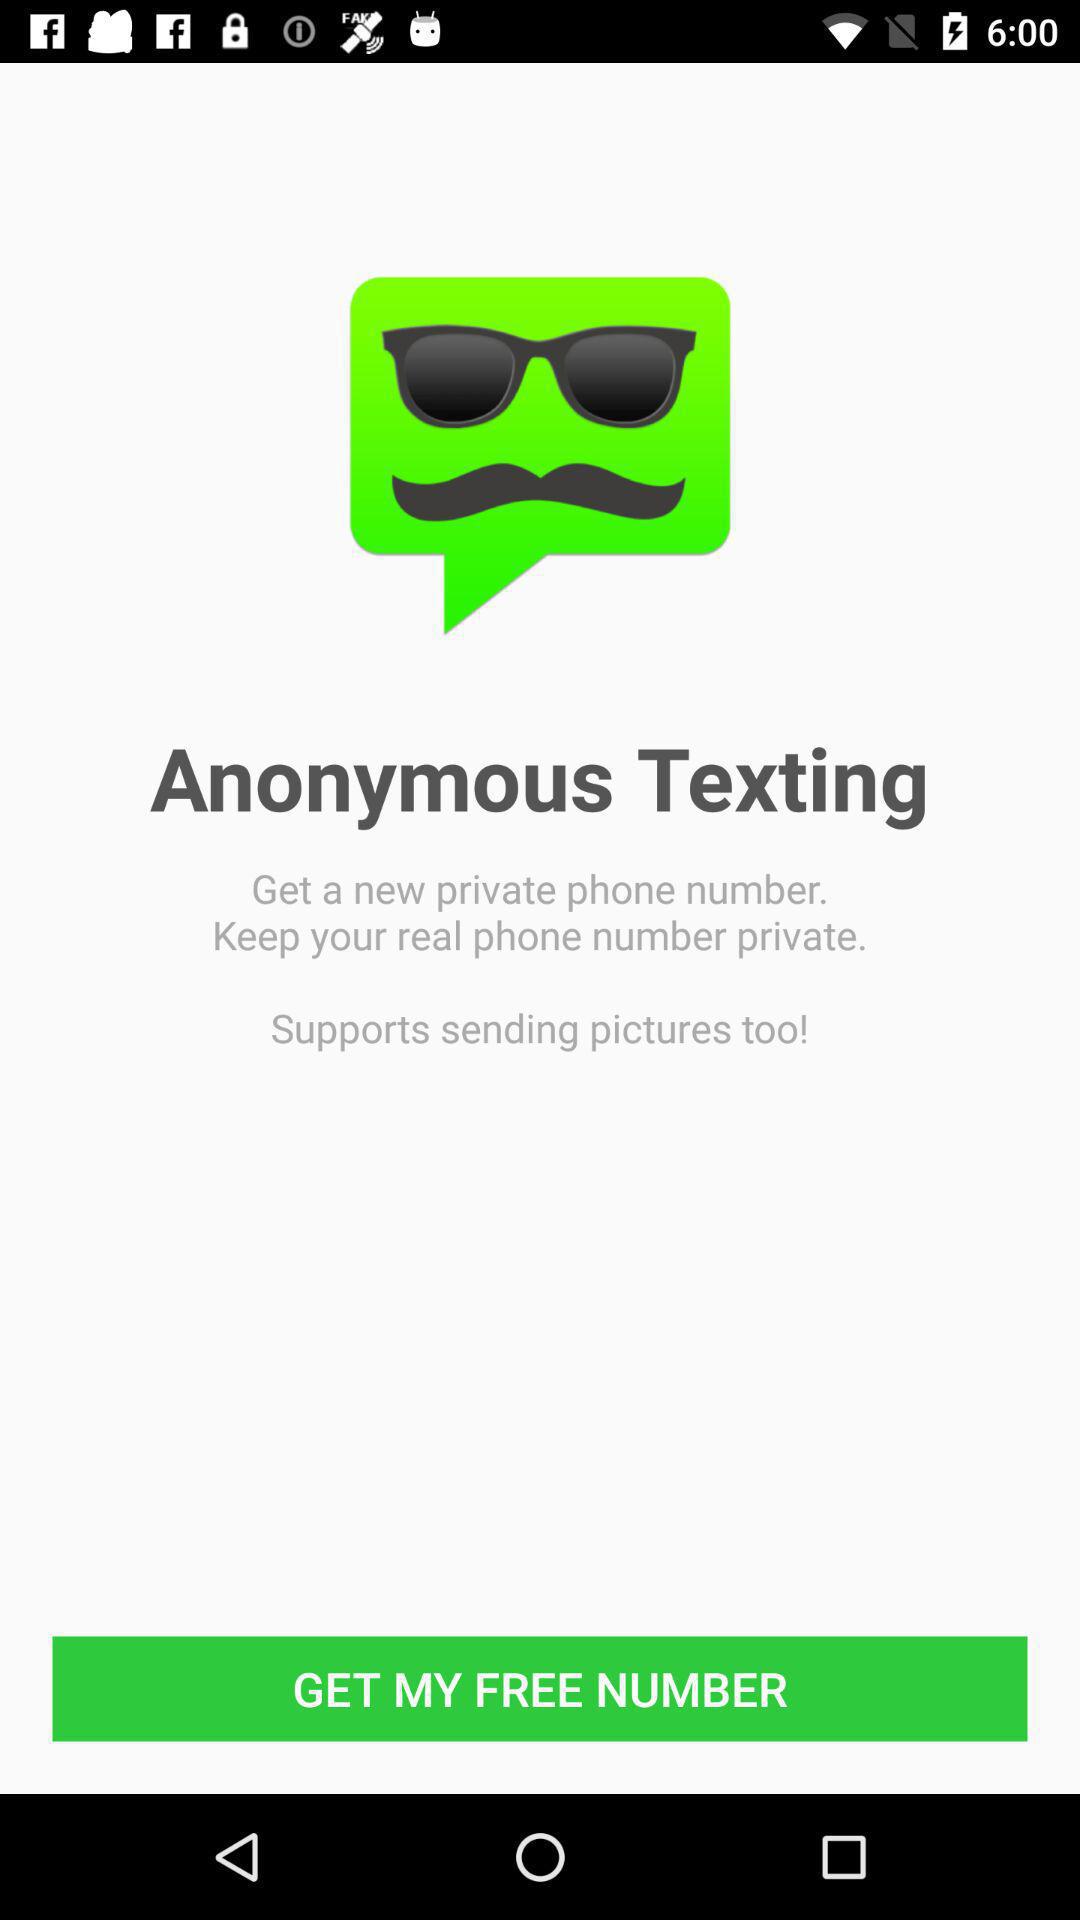 FAKE
6:00
Anonymous Texting
Get a new private phone number.
Keep your real phone number private.
Supports sending pictures too!
GET MY FREE NUMBER